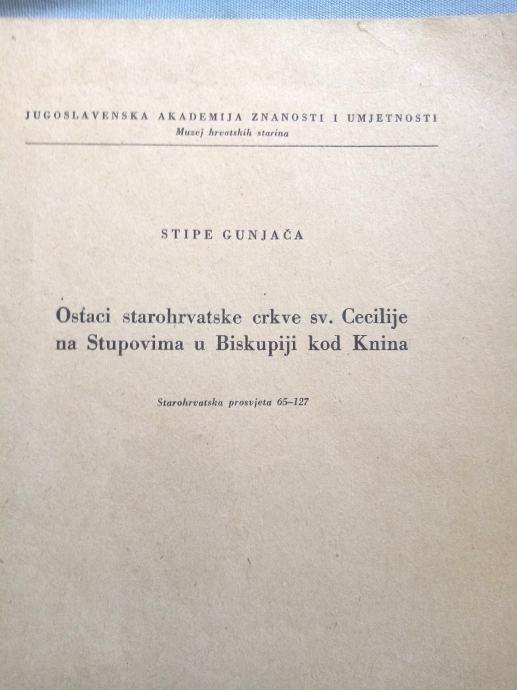 JUGOSLAVENSKA AKADEMIJA ZNANOSTI I UMJETNOSTI
Muzej hrvatskih starina
STIPE GUNJAČA
Ostaci starohrvatske crkve sv. Cecilije
na Stupovima u Biskupiji kod Knina
Starohrvatska prosvjeta 65–127